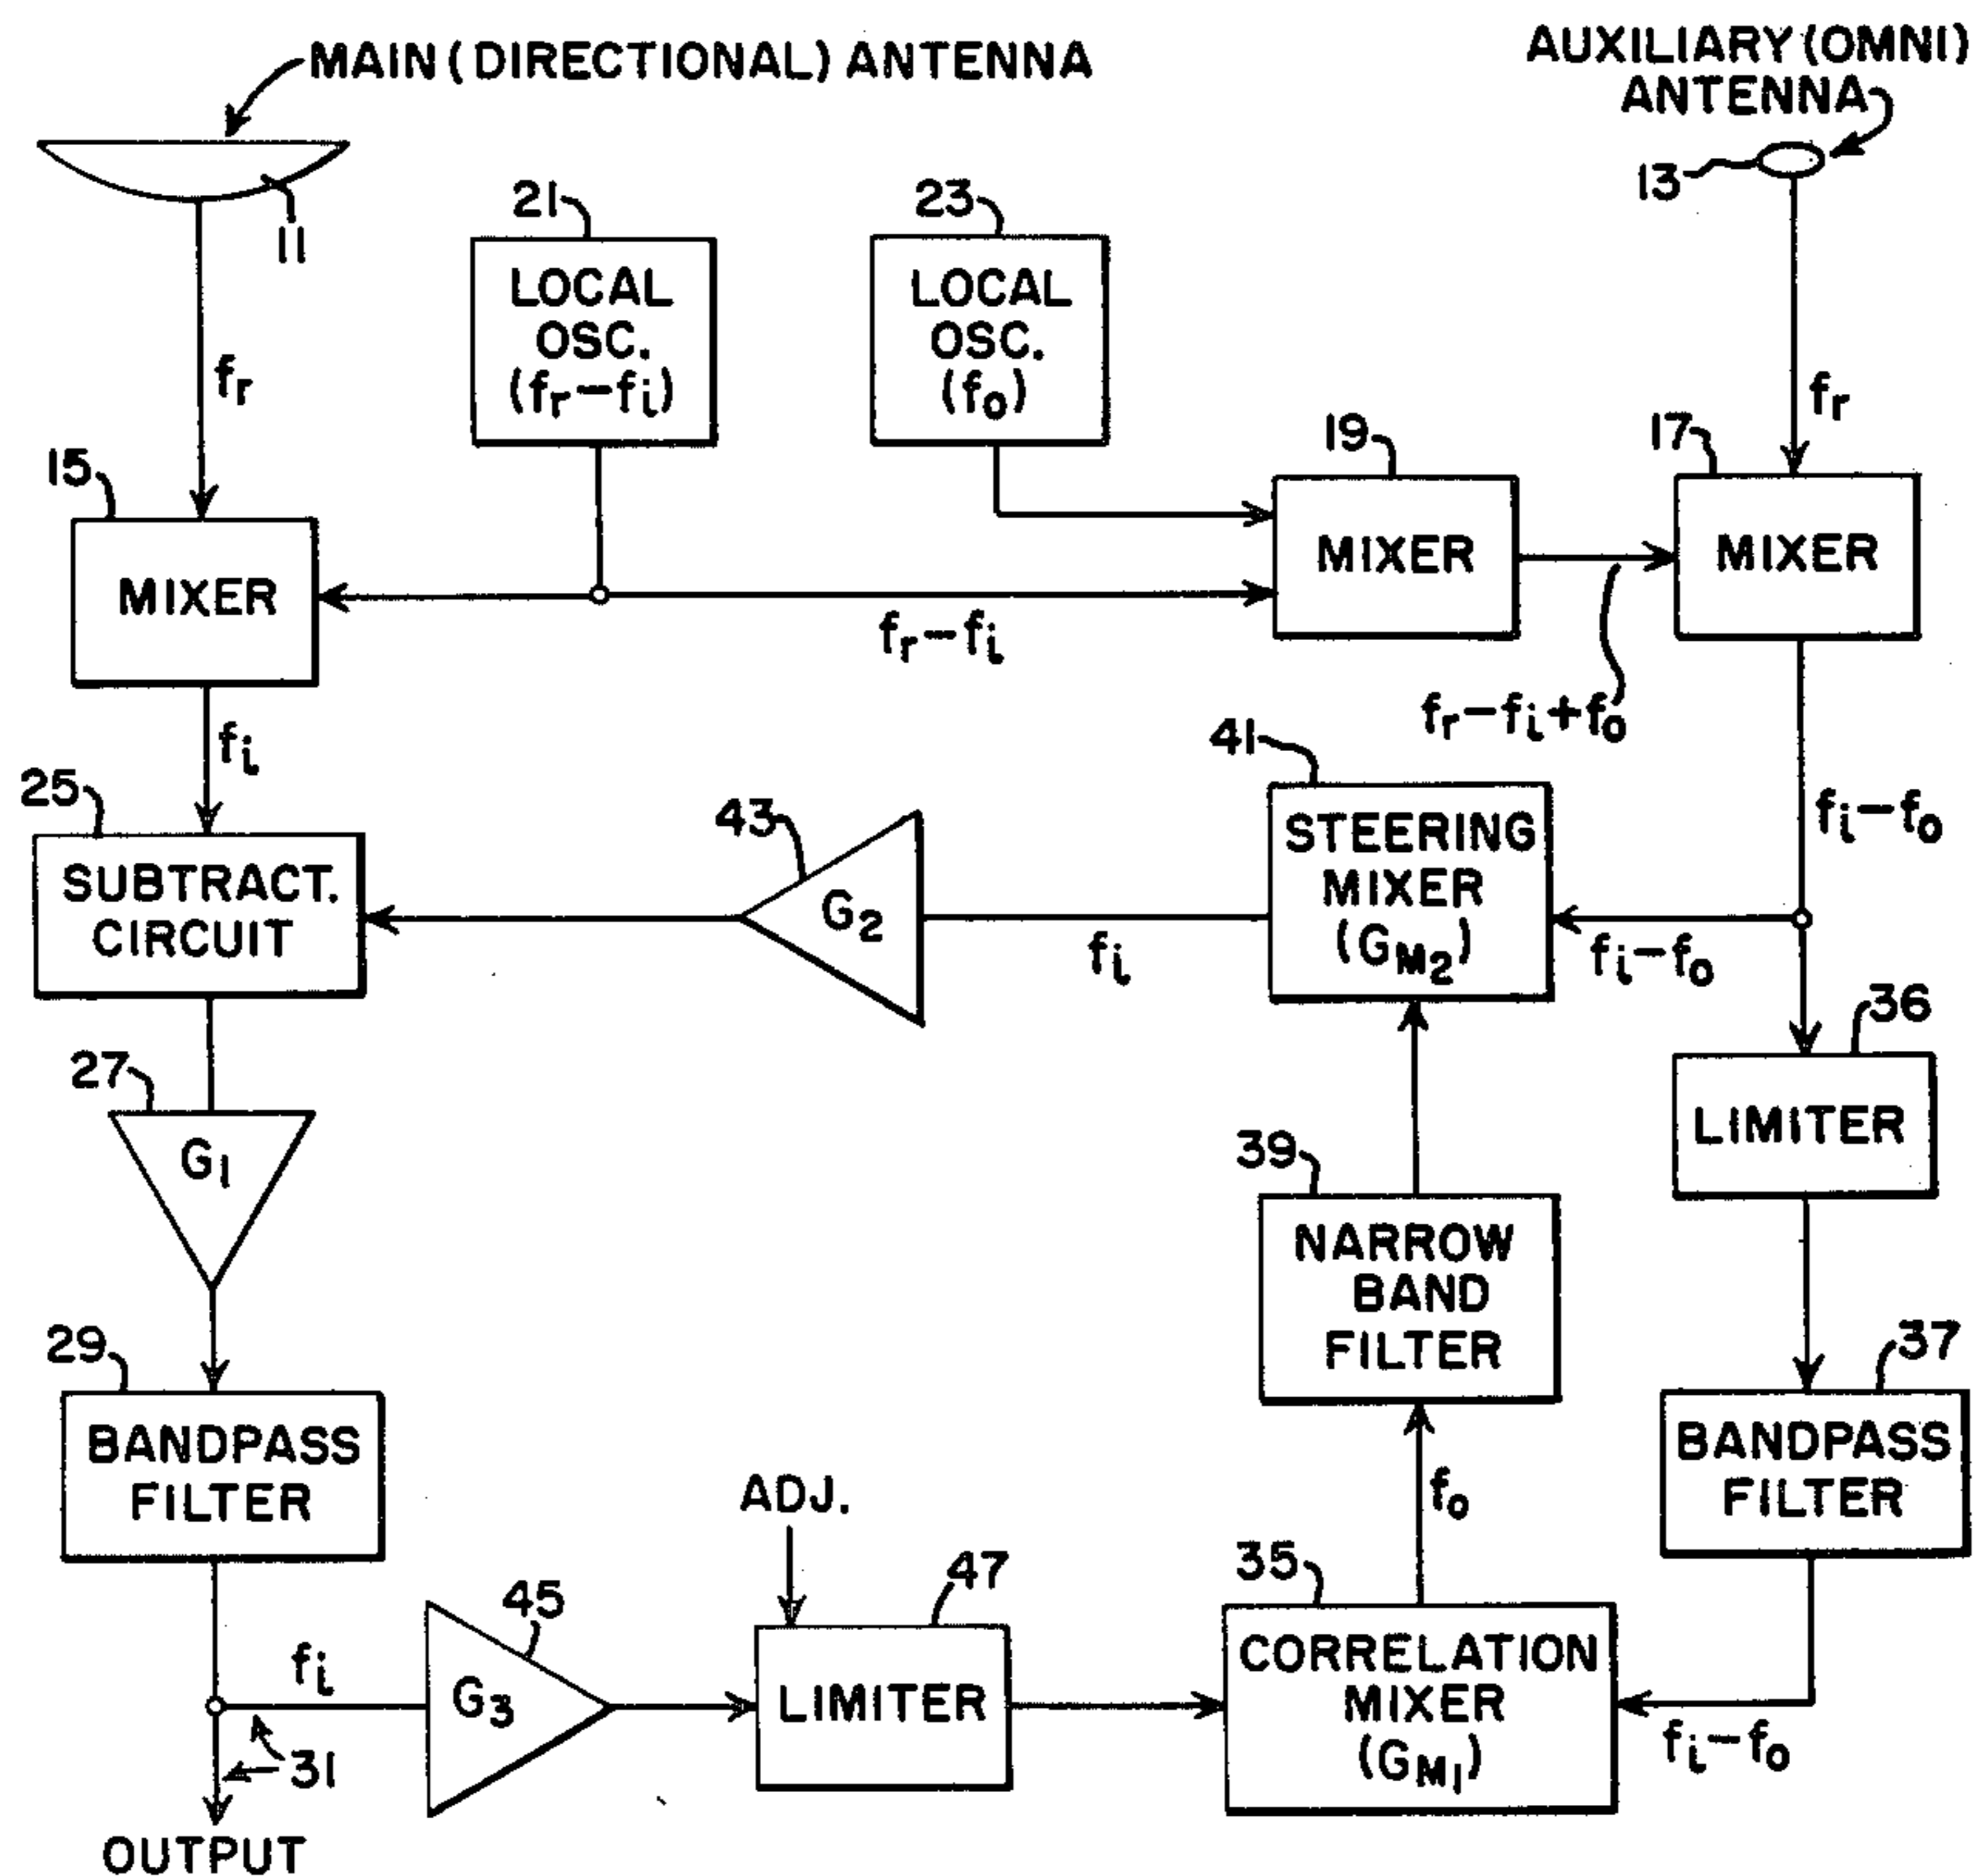 MAIN (DIRECTIONAL) ANTENNA
AUXILIARY (OMNI)
ANTENNA
11
13
21
LOCAL
OSC.
(fr−fi)
23
LOCAL
OSC.
(fo)
fr
fr
15
MIXER
19
MIXER
17
MIXER
fr−fi
fr−fi+fo
fi
fi−fo
25
SUBTRACT.
CIRCUIT
43
G2
fi
41
STEERING
MIXER
(GM2)
fi−fo
27
G1
36
LIMITER
39
NARROW
BAND
FILTER
29
BANDPASS
FILTER
37
BANDPASS
FILTER
fo
ADJ.
fi
45
G3
47
LIMITER
35
CORRELATION
MIXER
(GM1)
fi−fo
31
OUTPUT